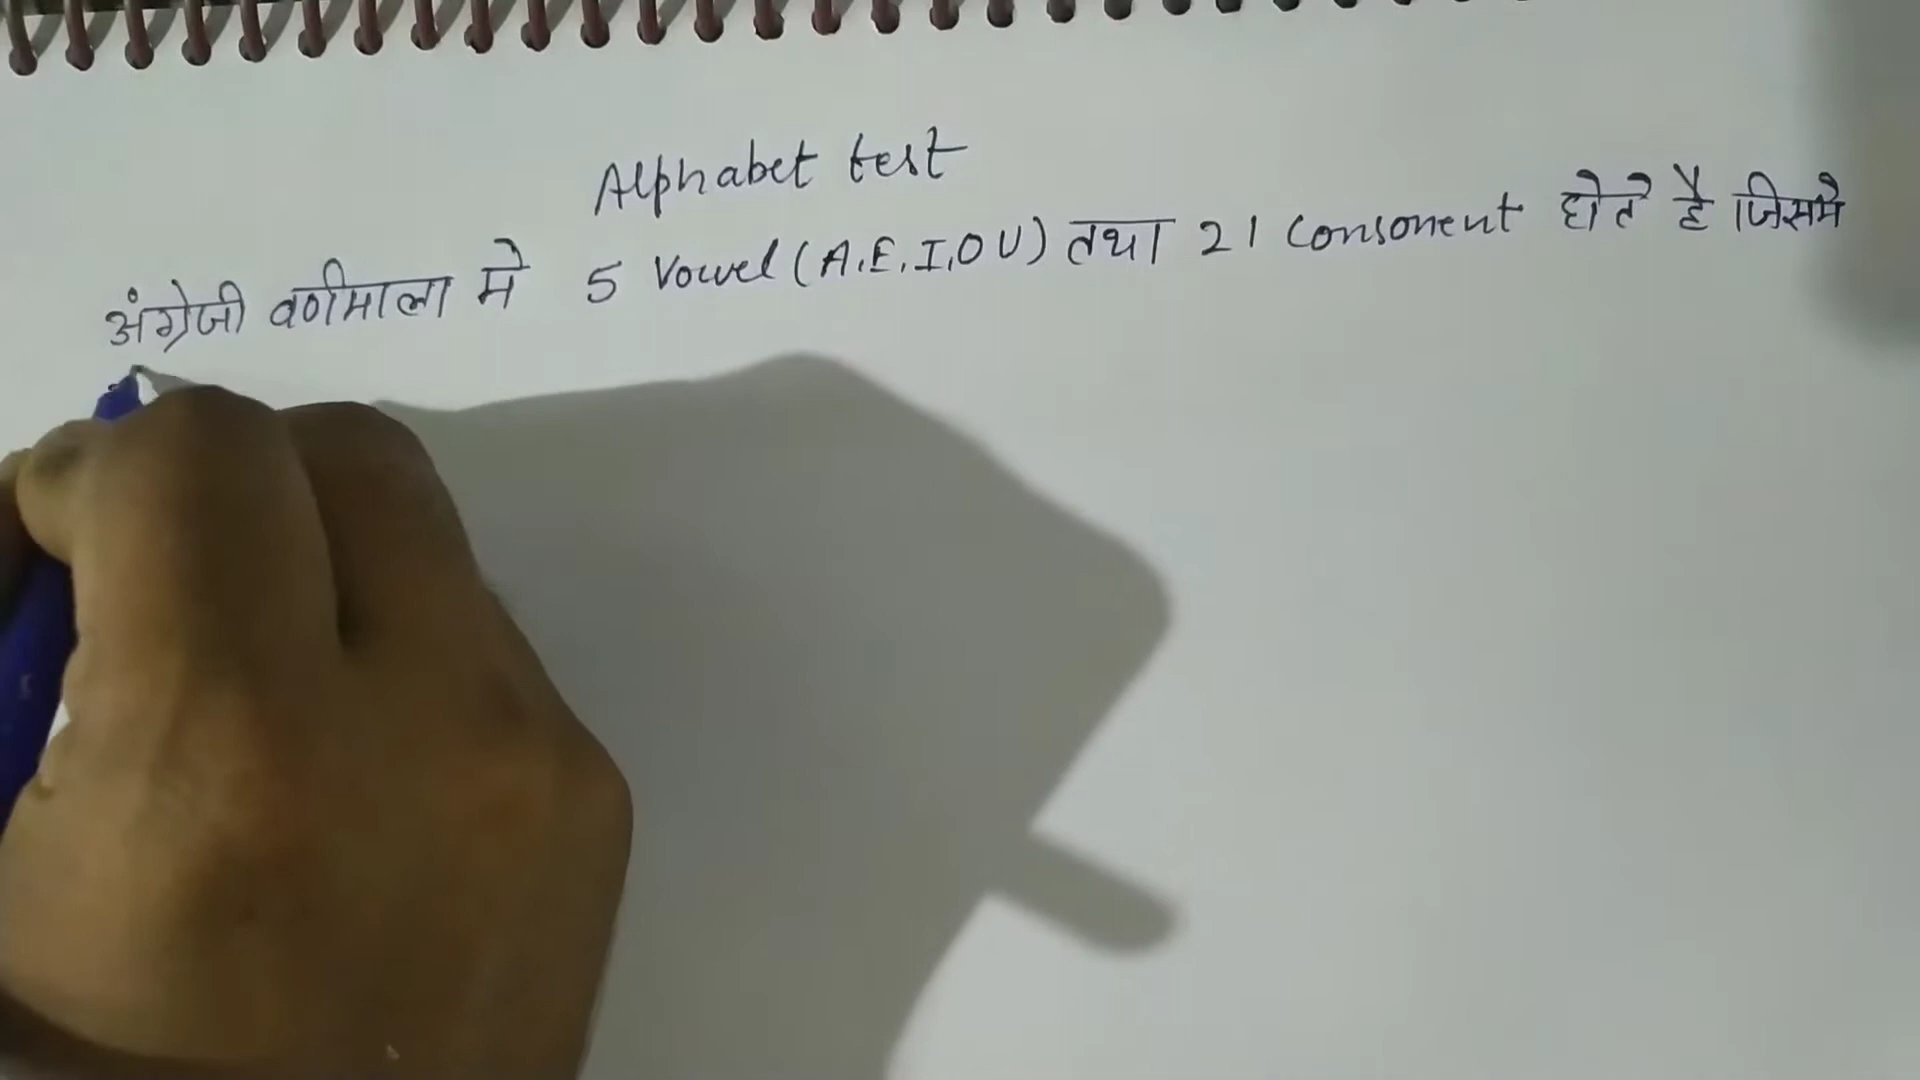 Alphabet test
अंग्रेजी वर्णमाला मे 5 Vowel (A.E.I.O U) तथा 21 Consonent होते है जिसमे